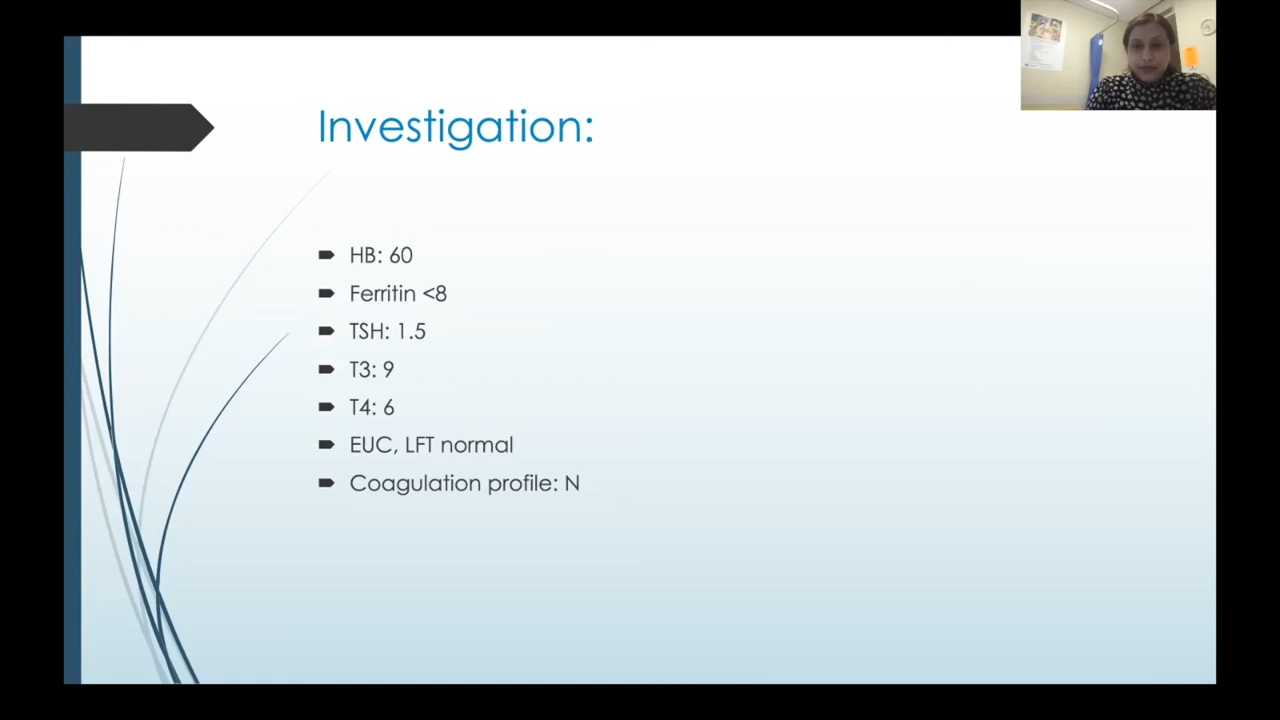 Investigation:
HB: 60
Ferritin <8
TSH: 1.5
T3: 9
T4: 6
EUC, LFT normal
Coagulation profile: N